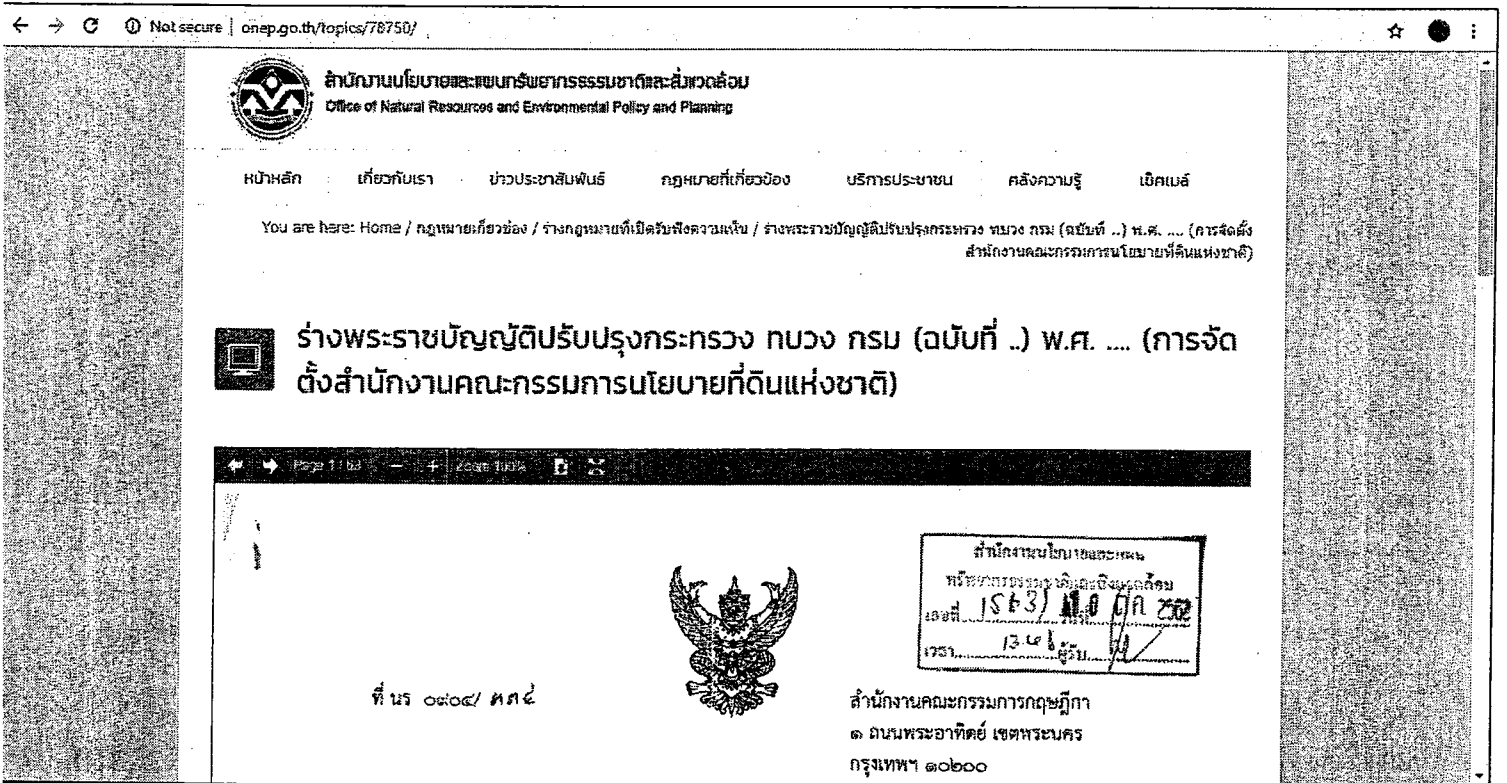 Not secure | onep.go.th/topics/78750/
สำนักงานนโยบายและแผนทรัพยากรธรรมชาติและสิ่งแวดล้อม
Office of Natural Resources and Environmental Policy and Planning
หน้าหลัก เกี่ยวกับเรา ข่าวประชาสัมพันธ์ กฎหมายที่เกี่ยวข้อง บริการประชาชน คลังความรู้ เช็คเมล์
You are here: Home / กฎหมายเกี่ยวข้อง / ร่างกฎหมายที่เปิดรับฟังความเห็น / ร่างพระราชบัญญัติปรับปรุงกระทรวง ทบวง กรม (ฉบับที่ ..) พ.ศ. .... (การจัดตั้ง
สำนักงานคณะกรรมการนโยบายที่ดินแห่งชาติ)
ร่างพระราชบัญญัติปรับปรุงกระทรวง ทบวง กรม (ฉบับที่ ..) พ.ศ. .... (การจัด
ตั้งสำนักงานคณะกรรมการนโยบายที่ดินแห่งชาติ)
Page 1 / 63 Zoom 100%
สำนักงานนโยบายและแผน
ทรัพยากรธรรมชาติและสิ่งแวดล้อม
เลขที่ ตค 2562
เวลา ผู้รับ
ที่ นร ๐๙๐๔/
สำนักงานคณะกรรมการกฤษฎีกา
๑ ถนนพระอาทิตย์ เขตพระนคร
กรุงเทพฯ ๑๐๒๐๐